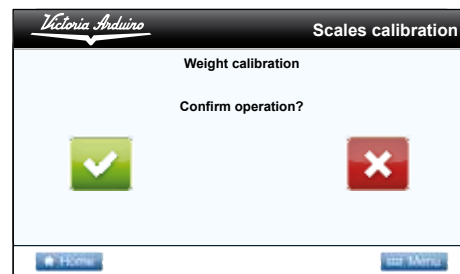 Victoria Arduino
Scales calibration
Weight calibration
Confirm operation?
Home
Menu